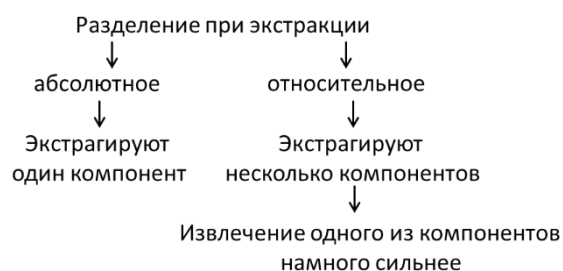 Разделение при экстракции
абсолютное
относительное
Экстрагируют
один компонент
Экстрагируют
несколько компонентов
Извлечение одного из компонентов
намного сильнее